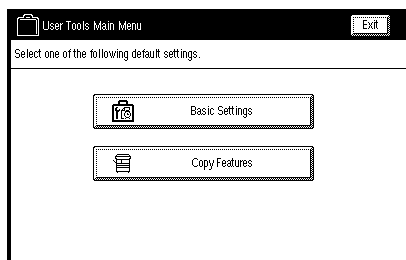 User Tools Main Menu
Exit
Select one of the following default settings.
Basic Settings
Copy Features